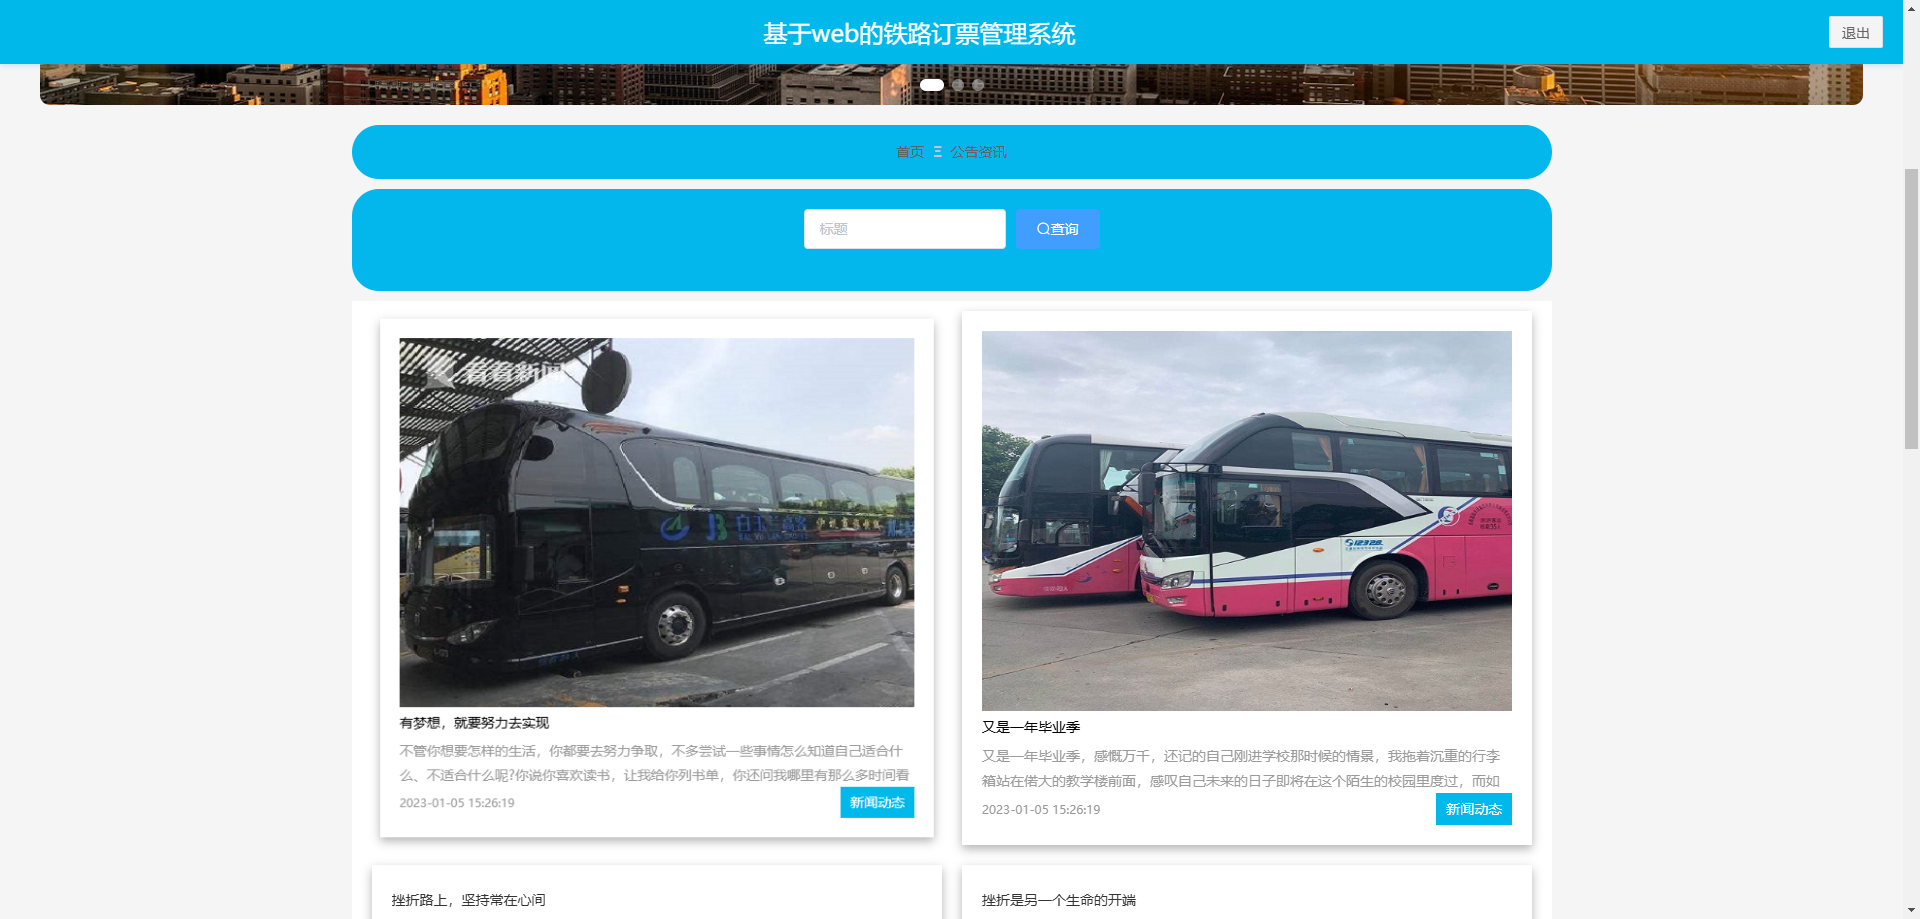 基于web的铁路订票管理系统
退出
首页 Ξ 公告资讯
标题
查询
看看新闻
12328
有梦想，就要努力去实现
不管你想要怎样的生活，你都要去努力争取，不多尝试一些事情怎么知道自己适合什
么、不适合什么呢?你说你喜欢读书，让我给你列书单，你还问我哪里有那么多时间看
2023-01-05 15:26:19
新闻动态
又是一年毕业季
又是一年毕业季，感慨万千，还记的自己刚进学校那时候的情景，我拖着沉重的行李
箱站在偌大的教学楼前面，感叹自己未来的日子即将在这个陌生的校园里度过，而如
2023-01-05 15:26:19
新闻动态
挫折路上，坚持常在心间
挫折是另一个生命的开端